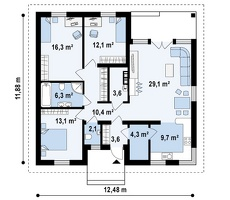 16,3 m²
12,1 m²
29,1 m²
3,6
6,3 m²
10,4 m²
13,1 m²
2,1
3,6
4,3 m²
9,7 m²
11,88 m
12,48 m